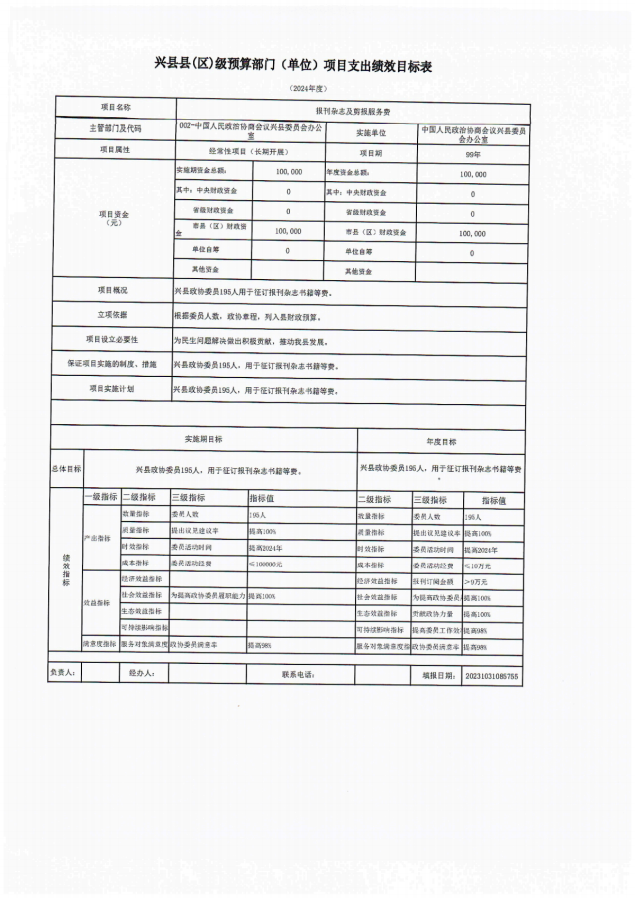 兴县县(区)级预算部门（单位）项目支出绩效目标表
（2024年度）
项目名称 报刊杂志及剪报服务费
主管部门及代码 002-中国人民政治协商会议兴县委员会办公室 实施单位 中国人民政治协商会议兴县委员会办公室
项目属性 经常性项目（长期开展） 项目期 99年
项目资金（元） 实施期资金总额： 100,000 年度资金总额： 100,000
其中：中央财政资金 0 其中：中央财政资金 0
省级财政资金 0 省级财政资金 0
市县（区）财政资金 100,000 市县（区）财政资金 100,000
单位自筹 0 单位自筹 0
其他资金 其他资金
项目概况 兴县政协委员195人用于征订报刊杂志书籍等费。
立项依据 根据委员人数，政协章程，列入县财政预算。
项目设立必要性 为民生问题解决做出积极贡献，推动我县发展。
保证项目实施的制度、措施 兴县政协委员195人，用于征订报刊杂志书籍等费。
项目实施计划 兴县政协委员195人，用于征订报刊杂志书籍等费。
实施期目标 年度目标
总体目标 兴县政协委员195人，用于征订报刊杂志书籍等费。 兴县政协委员195人，用于征订报刊杂志书籍等费。
绩效指标 一级指标 二级指标 三级指标 指标值 二级指标 三级指标 指标值
产出指标 数量指标 委员人数 195人 数量指标 委员人数 195人
质量指标 提出议见建议率 提高100% 质量指标 提出议见建议率 提高100%
时效指标 委员活动时间 提高2024年 时效指标 委员活动时间 提高2024年
成本指标 委员活动经费 ≤100000元 成本指标 委员活动经费 ≤10万元
效益指标 经济效益指标 经济效益指标 报刊订阅金额 >9万元
社会效益指标 为提高政协委员履职能力 提高100% 社会效益指标 为提高政协委员 提高100%
生态效益指标 生态效益指标 贡献政协力量 提高100%
可持续影响指标 可持续影响指标 提高委员工作效 提高98%
满意度指标 服务对象满意度 政协委员满意率 提高98% 服务对象满意度指 政协委员满意率 提高98%
负责人： 经办人： 联系电话： 填报日期： 20231031085755